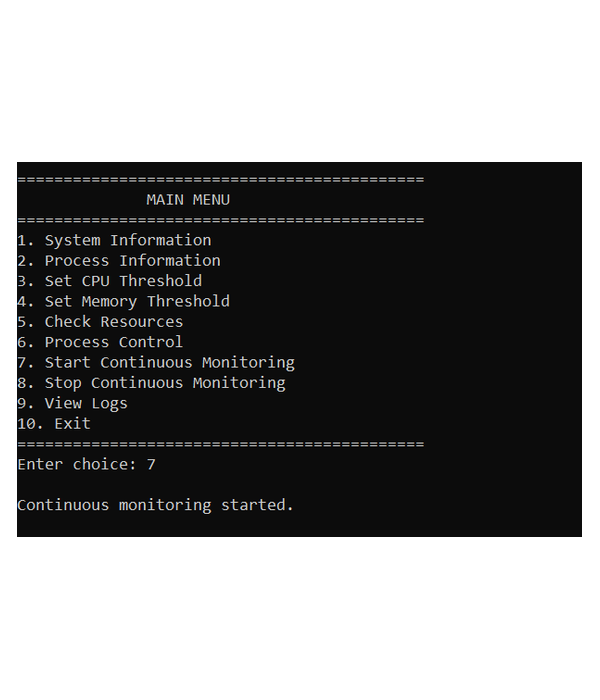 ============================================
MAIN MENU
============================================
1. System Information
2. Process Information
3. Set CPU Threshold
4. Set Memory Threshold
5. Check Resources
6. Process Control
7. Start Continuous Monitoring
8. Stop Continuous Monitoring
9. View Logs
10. Exit
============================================
Enter choice: 7
Continuous monitoring started.